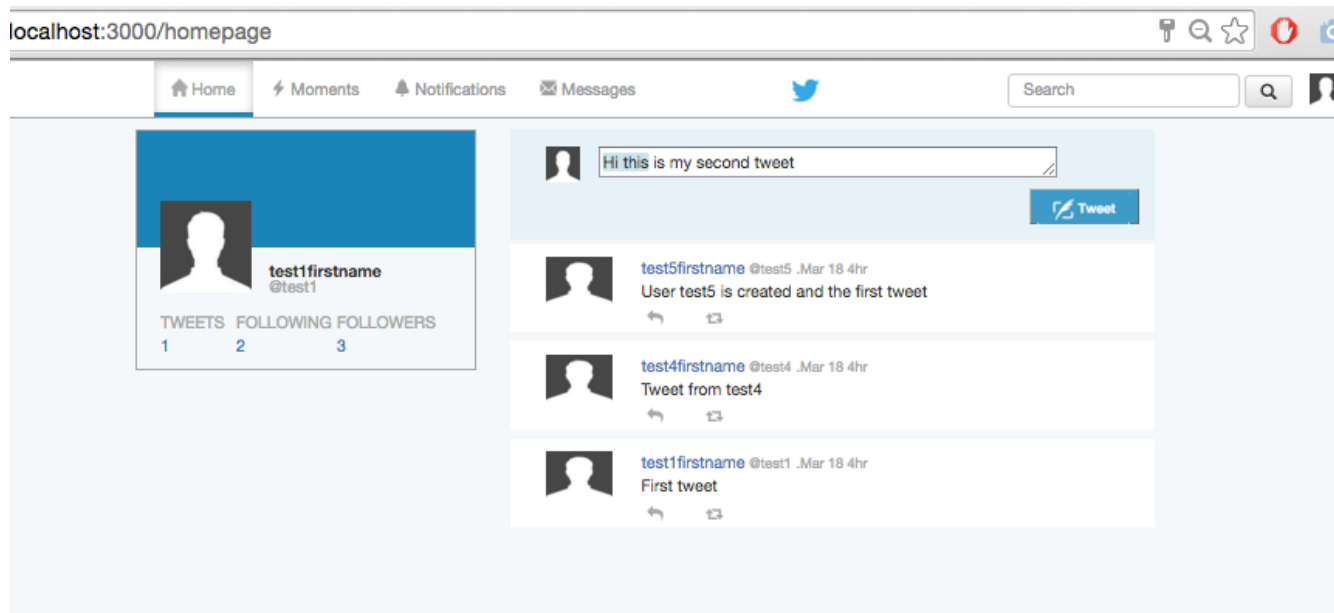 localhost:3000/homepage
Home Moments Notifications Messages Search
Hi this is my second tweet
Tweet
test1firstname
@test1
TWEETS FOLLOWING FOLLOWERS
1 2 3
test5firstname @test5 .Mar 18 4hr
User test5 is created and the first tweet
test4firstname @test4 .Mar 18 4hr
Tweet from test4
test1firstname @test1 .Mar 18 4hr
First tweet